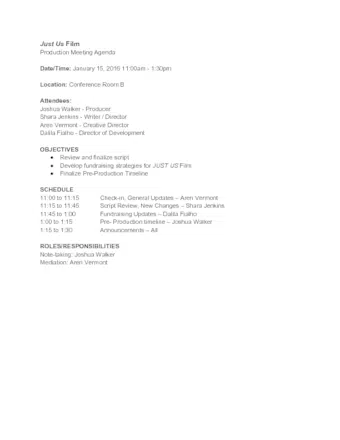 Just Us Film
Production Meeting Agenda
Date/Time: January 15, 2016 11:00am - 1:30pm
Location: Conference Room B
Attendees:
Joshua Walker - Producer
Shara Jenkins - Writer / Director
Aren Vermont - Creative Director
Dalila Fialho - Director of Development
OBJECTIVES
• Review and finalize script
• Develop fundraising strategies for JUST US Film
• Finalize Pre-Production Timeline
SCHEDULE
11:00 to 11:15 Check-in, General Updates – Aren Vermont
11:15 to 11:45 Script Review, New Changes – Shara Jenkins
11:45 to 1:00 Fundraising Updates – Dalila Fialho
1:00 to 1:15 Pre- Production timeline – Joshua Walker
1:15 to 1:30 Announcements – All
ROLES/RESPONSIBILITIES
Note-taking: Joshua Walker
Mediation: Aren Vermont